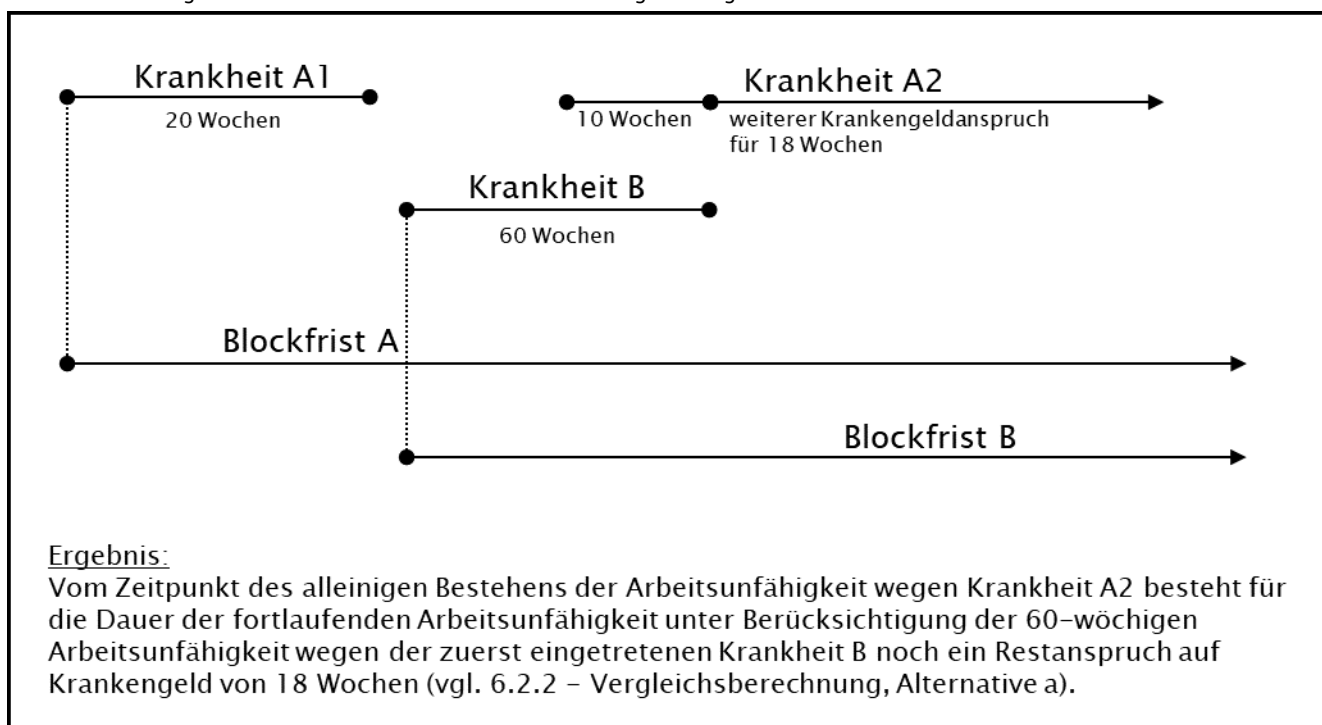 Krankheit A1
20 Wochen
Krankheit A2
10 Wochen
weiterer Krankengeldanspruch
für 18 Wochen
Krankheit B
60 Wochen
Blockfrist A
Blockfrist B
Ergebnis:
Vom Zeitpunkt des alleinigen Bestehens der Arbeitsunfähigkeit wegen Krankheit A2 besteht für
die Dauer der fortlaufenden Arbeitsunfähigkeit unter Berücksichtigung der 60-wöchigen
Arbeitsunfähigkeit wegen der zuerst eingetretenen Krankheit B noch ein Restanspruch auf
Krankengeld von 18 Wochen (vgl. 6.2.2 – Vergleichsberechnung, Alternative a).